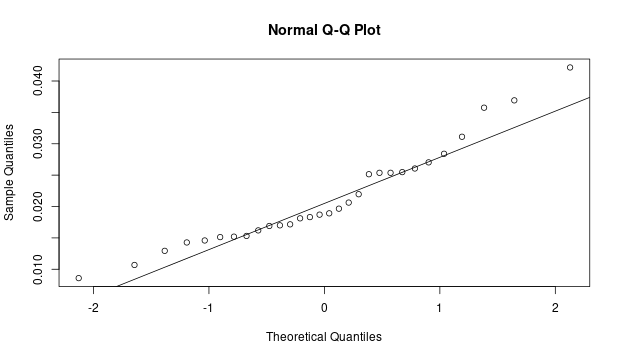 Normal Q-Q Plot
0.040
0.030
0.020
0.010
Sample Quantiles
-2 -1 0 1 2
Theoretical Quantiles